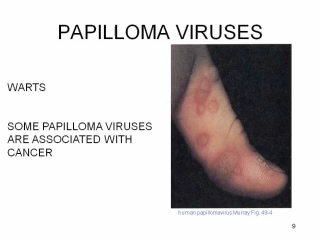 PAPILLOMA VIRUSES
WARTS
SOME PAPILLOMA VIRUSES
ARE ASSOCIATED WITH
CANCER
human papillomavirus Murray Fig. 49-4
9